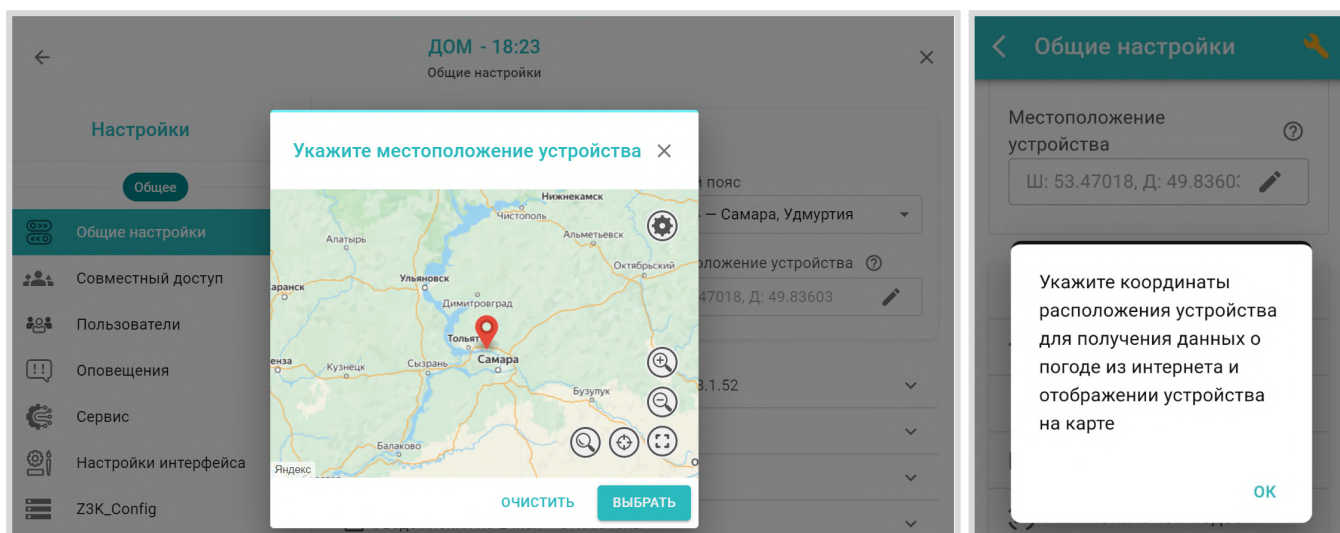 ДОМ - 18:23
Общие настройки
Настройки
Общее
Общие настройки
Совместный доступ
Пользователи
Оповещения
Сервис
Настройки интерфейса
Z3K_Config
Укажите местоположение устройства
Нижнекамск
Чистополь
Алатырь
Альметьевск
Октябрьский
Ульяновск
аранск
Димитровград
Тольят
Самара
енза
Кузнецк
Сызрань
Бузулук
Балаково
Яндекс
ОЧИСТИТЬ
ВЫБРАТЬ
й пояс
— Самара, Удмуртия
оложение устройства
47018, Д: 49.83603
3.1.52
Общие настройки
Местоположение
устройства
Ш: 53.47018, Д: 49.8360
Укажите координаты
расположения устройства
для получения данных о
погоде из интернета и
отображении устройства
на карте
ОК